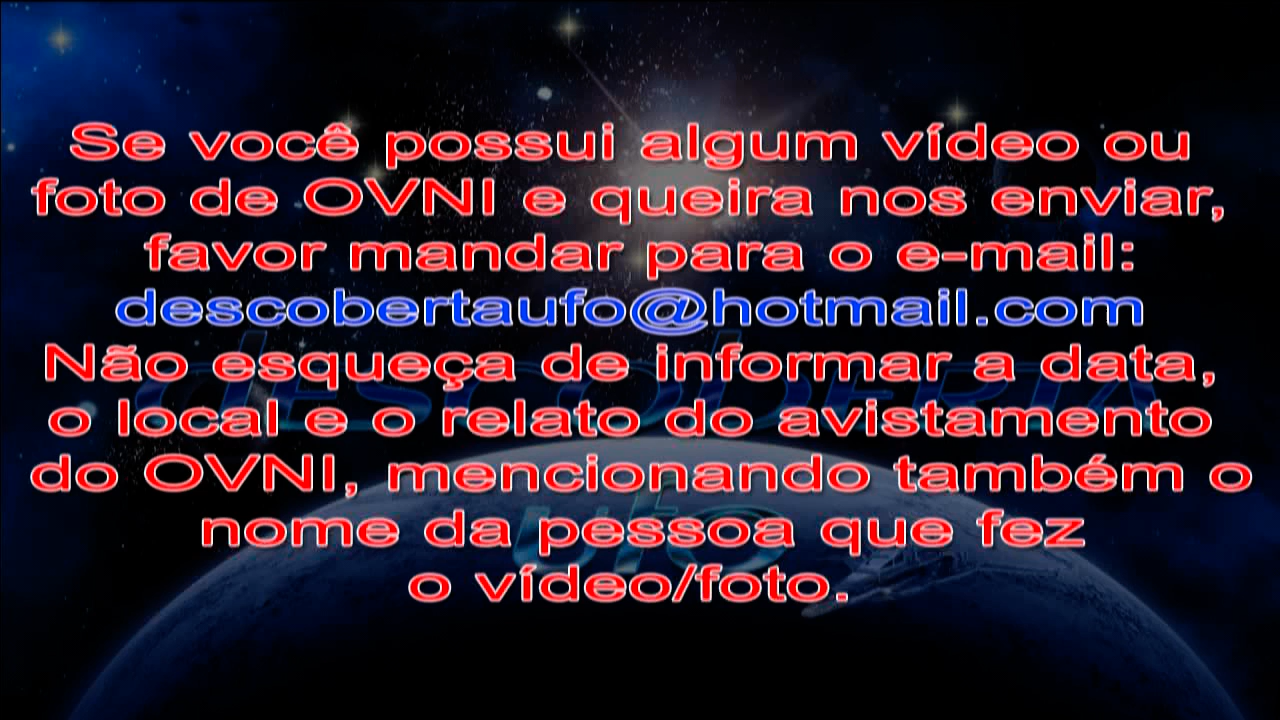 Se você possui algum vídeo ou
foto de OVNI e queira nos enviar,
favor mandar para o e-mail:
descobertaufo@hotmail.com
Não esqueça de informar a data,
o local e o relato do avistamento
do OVNI, mencionando também o
nome da pessoa que fez
o vídeo/foto.
DESCOBERTA
UFO